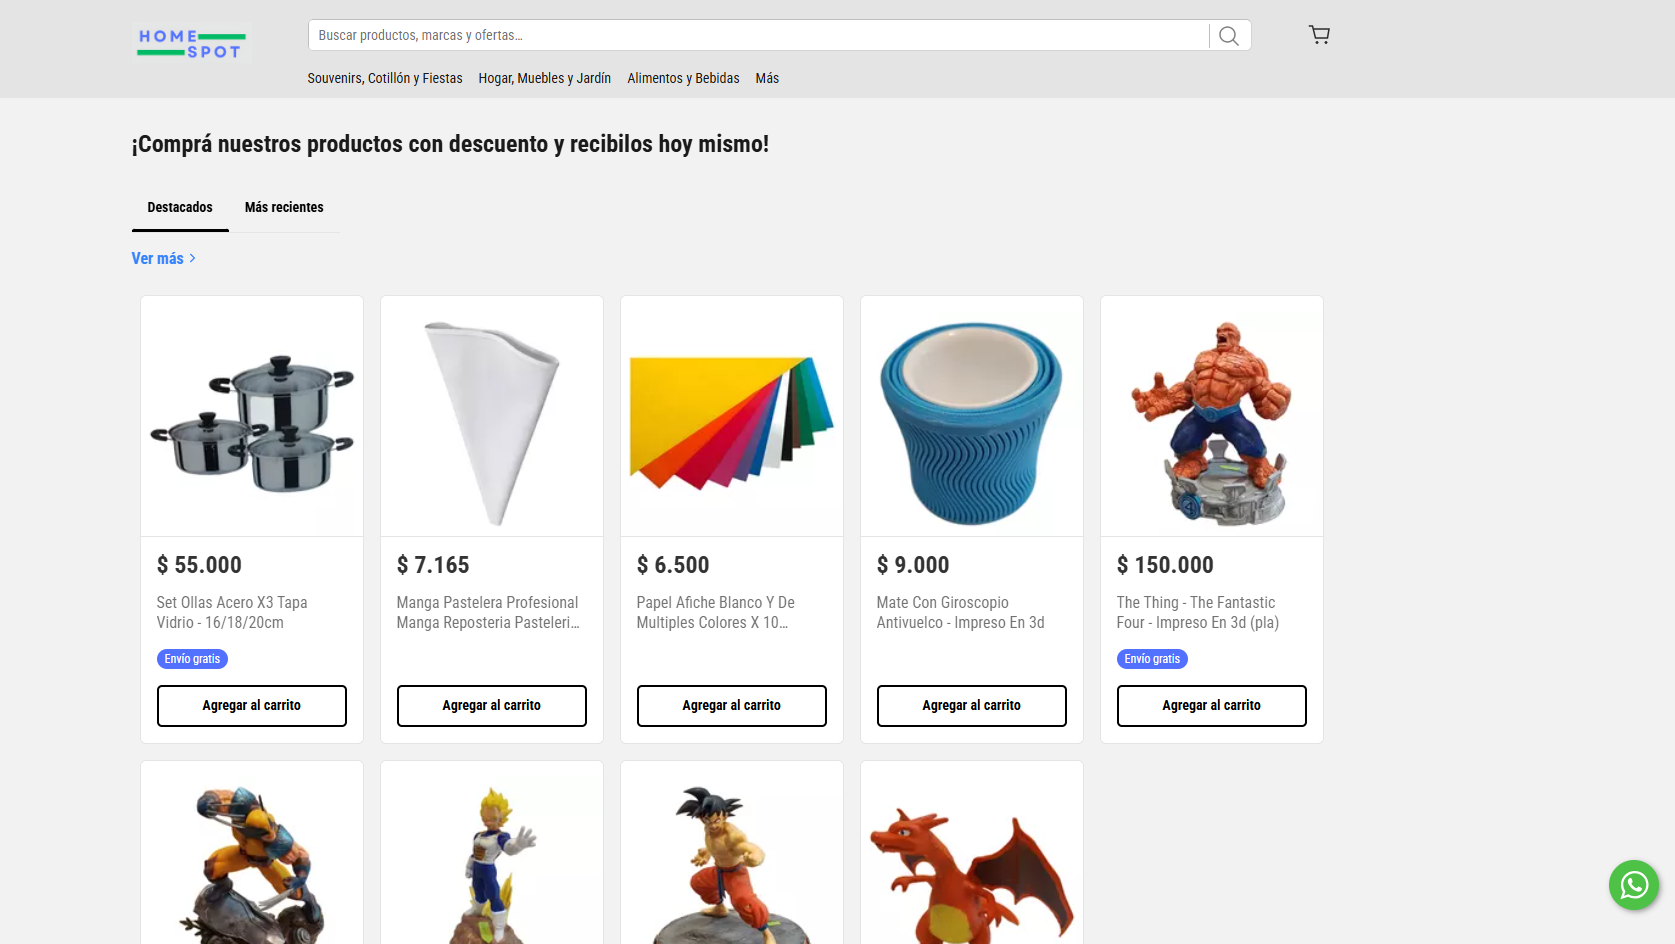 HOME
SPOT
Buscar productos, marcas y ofertas...
Souvenirs, Cotillón y Fiestas
Hogar, Muebles y Jardín
Alimentos y Bebidas
Más
¡Comprá nuestros productos con descuento y recibilos hoy mismo!
Destacados
Más recientes
Ver más
$ 55.000
Set Ollas Acero X3 Tapa
Vidrio - 16/18/20cm
Envío gratis
Agregar al carrito
$ 7.165
Manga Pastelera Profesional
Manga Reposteria Pasteleri...
Agregar al carrito
$ 6.500
Papel Afiche Blanco Y De
Multiples Colores X 10...
Agregar al carrito
$ 9.000
Mate Con Giroscopio
Antivuelco - Impreso En 3d
Agregar al carrito
$ 150.000
The Thing - The Fantastic
Four - Impreso En 3d (pla)
Envío gratis
Agregar al carrito